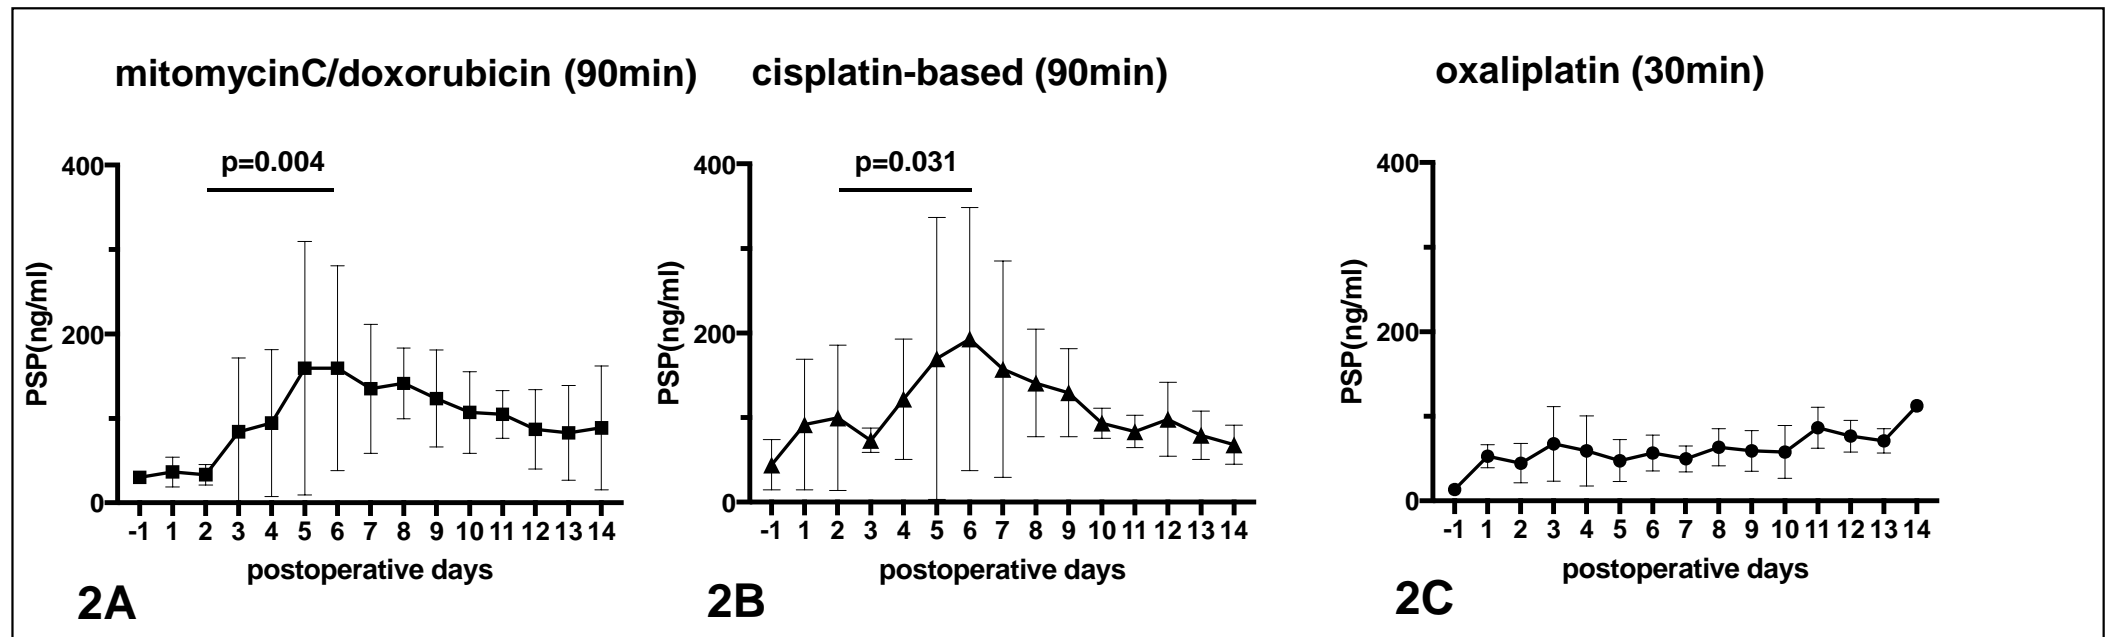 mitomycinC/doxorubicin (90min)
cisplatin-based (90min)
oxaliplatin (30min)
p=0.004
400
200
0
PSP(ng/ml)
-1 1 2 3 4 5 6 7 8 9 10 11 12 13 14
postoperative days
2A
p=0.031
400
200
0
PSP(ng/ml)
-1 1 2 3 4 5 6 7 8 9 10 11 12 13 14
postoperative days
2B
400
200
0
PSP(ng/ml)
-1 1 2 3 4 5 6 7 8 9 10 11 12 13 14
postoperative days
2C